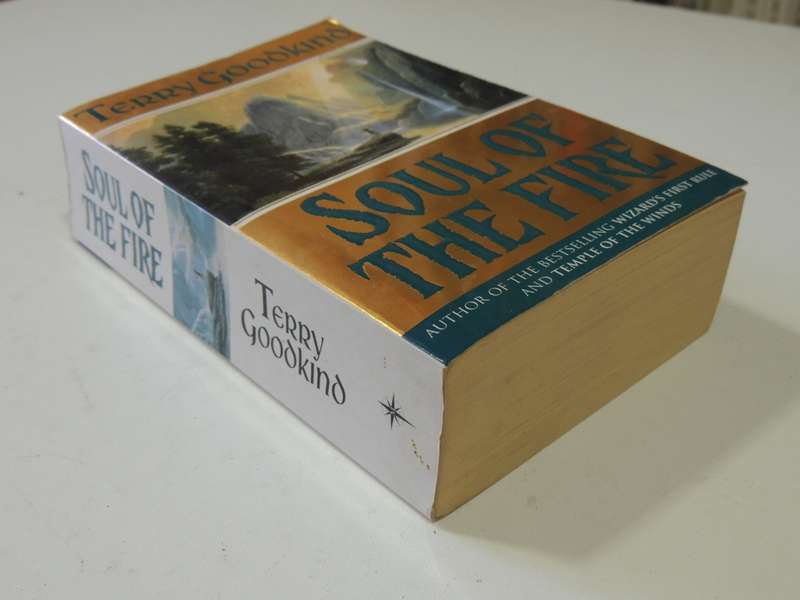 Terry Goodkind
Soul of
the Fire
Author of the bestselling Wizard's First Rule
and Temple of the Winds
Soul of
the Fire
Terry
Goodkind